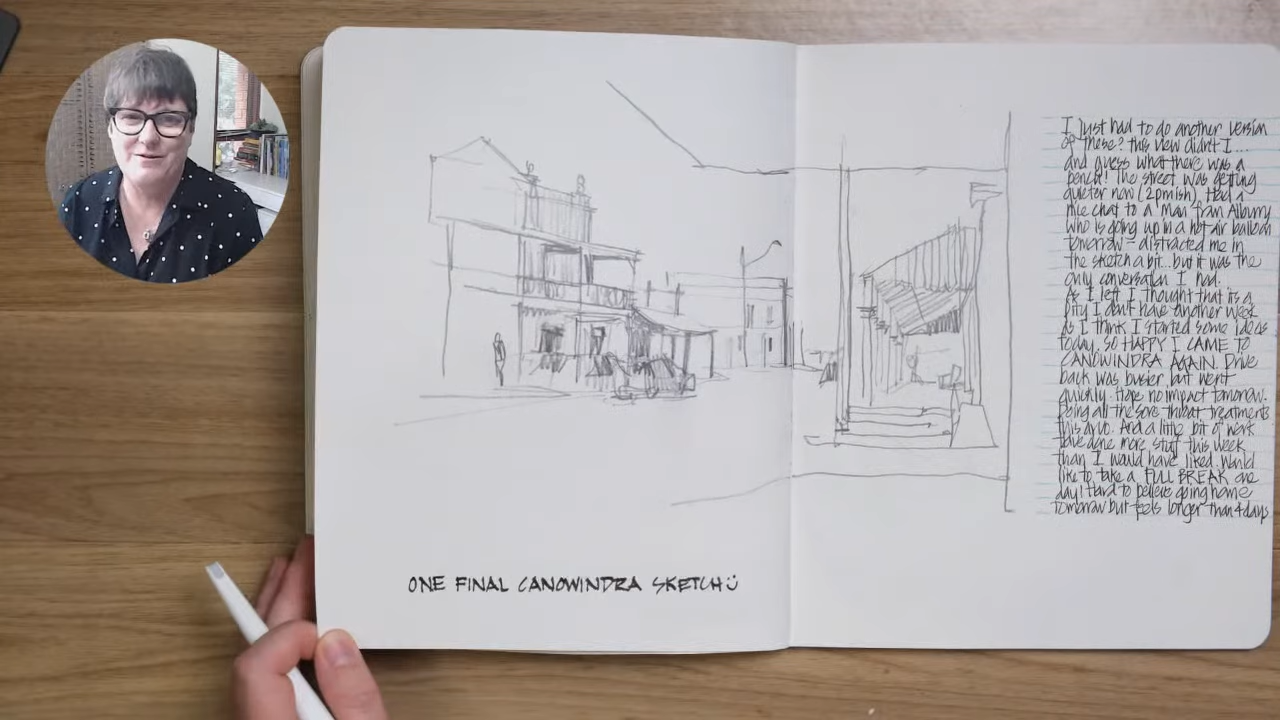 ONE FINAL CANOWINDRA SKETCH
I just had to do another version
of these? this view didn't I....
and guess what there was a
bench! The street was getting
quieter now (2pmish) Had a
nice chat to a man from Albury
who is going up in a hot air balloon
tomorrow - distracted me in
the sketch a bit... but it was the
only conversation I had.
As I left I thought that its a
pity I don't have another week
as I think I started some ideas
today. SO HAPPY I CAME TO
CANOWINDRA AGAIN. Drive
back was busier but went
quickly. Hope no impact tomorrow.
Doing all the sore throat treatments
this arvo. And a little bit of work
Have done more stuff this week
than I would have liked. Would
like to take a FULL BREAK one
day! Hard to believe going home
tomorrow but feels longer than 4 days